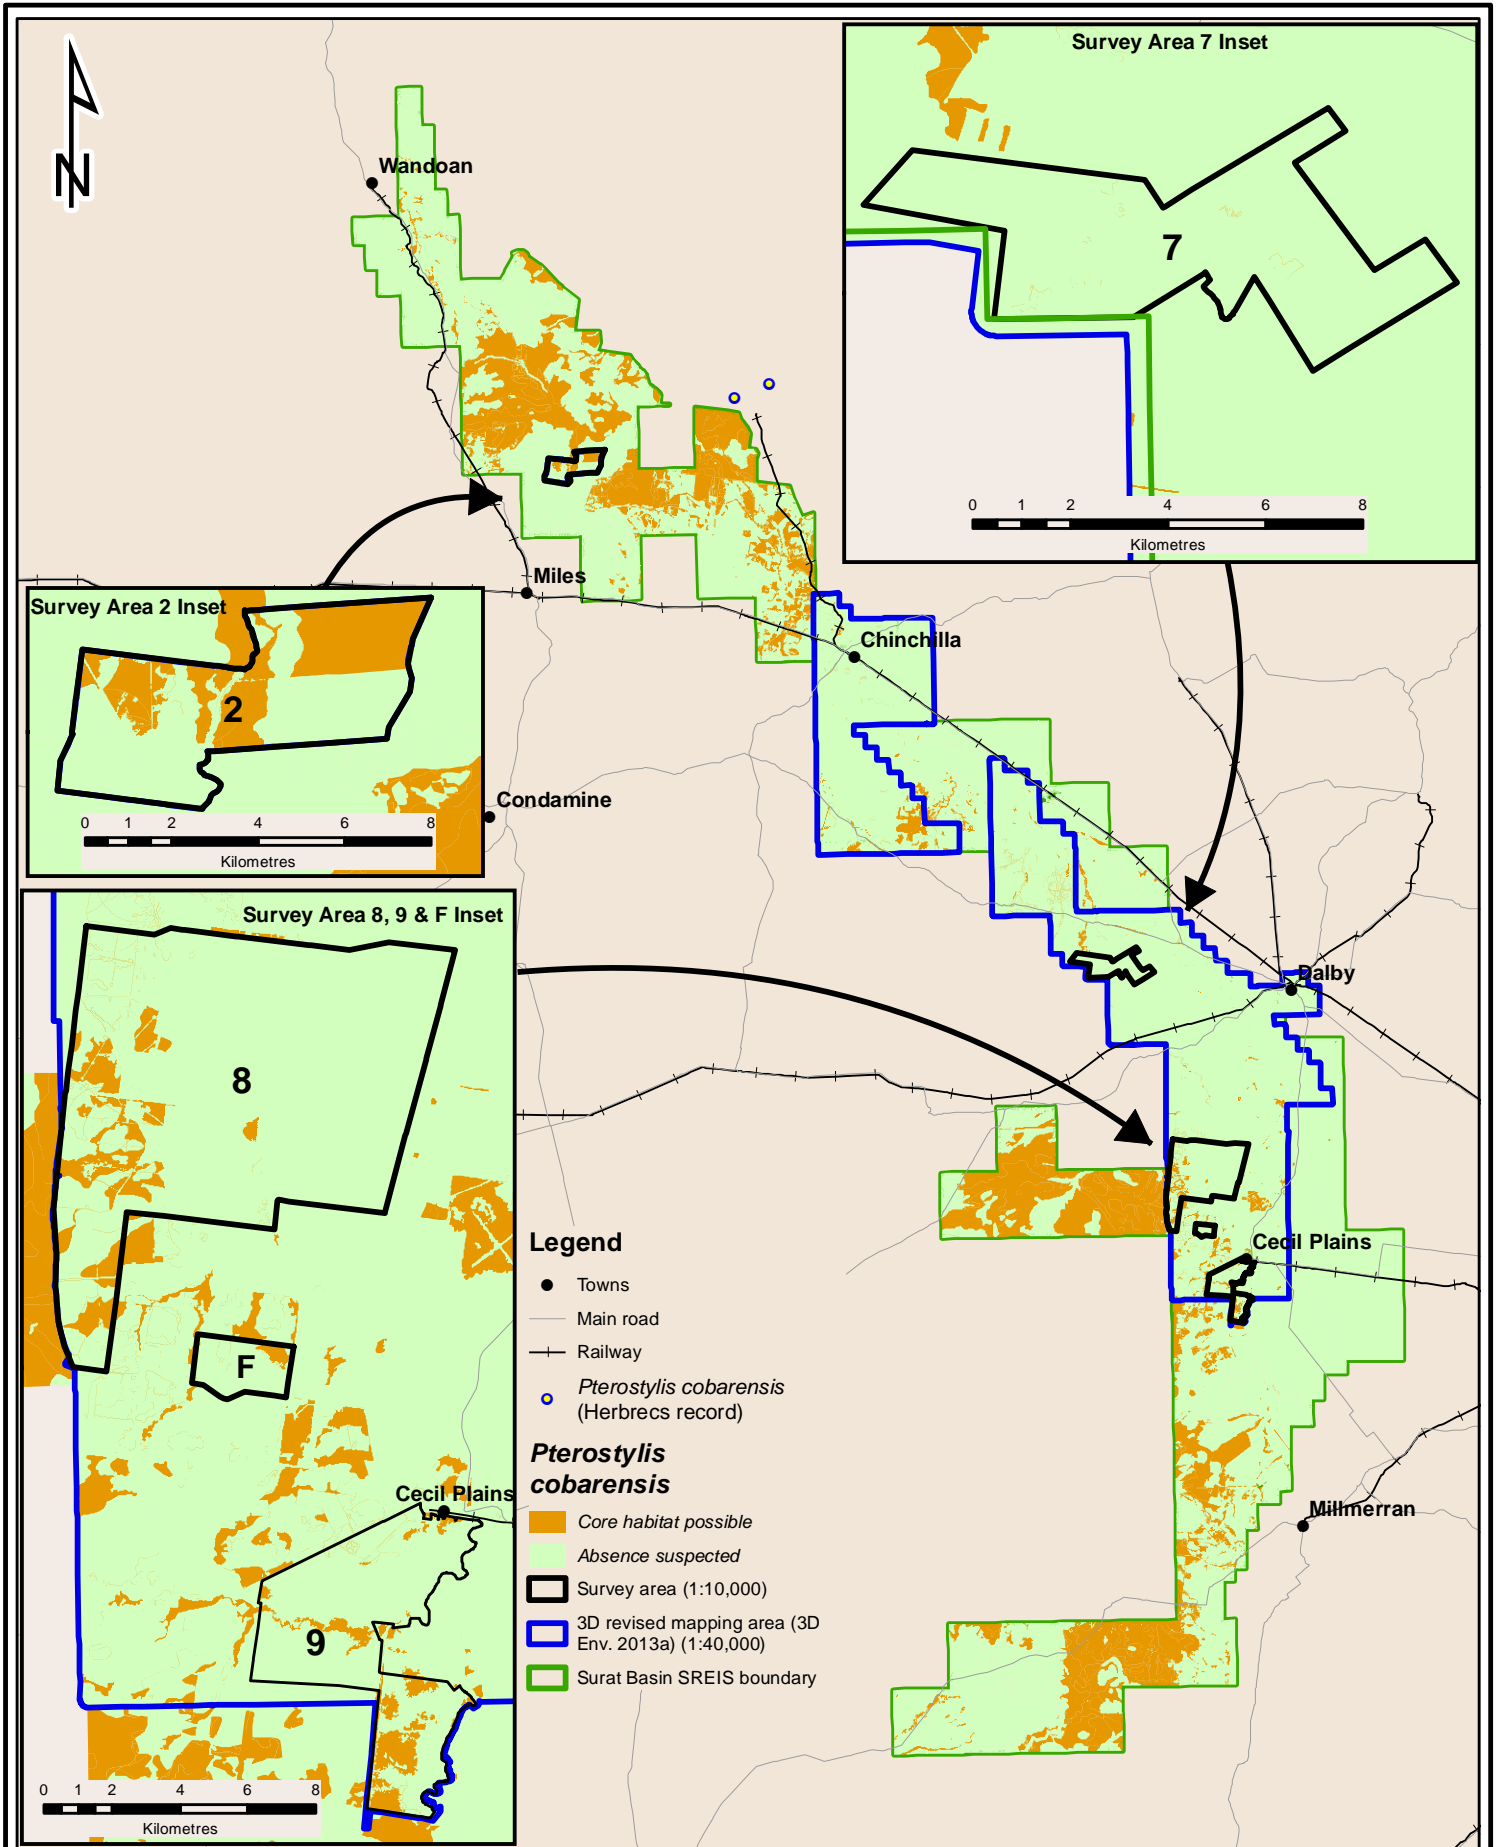 Survey Area 7 Inset
7
0 1 2 4 6 8
Kilometres
N
Wandoan
Miles
Survey Area 2 Inset
2
0 1 2 4 6 8
Kilometres
Chinchilla
Condamine
Survey Area 8, 9 & F Inset
8
F
Cecil Plains
9
0 1 2 4 6 8
Kilometres
Dalby
Cecil Plains
Millmerran
Legend
Towns
Main road
Railway
Pterostylis cobarensis
(Herbrecs record)
Pterostylis
cobarensis
Core habitat possible
Absence suspected
Survey area (1:10,000)
3D revised mapping area (3D
Env. 2013a) (1:40,000)
Surat Basin SREIS boundary